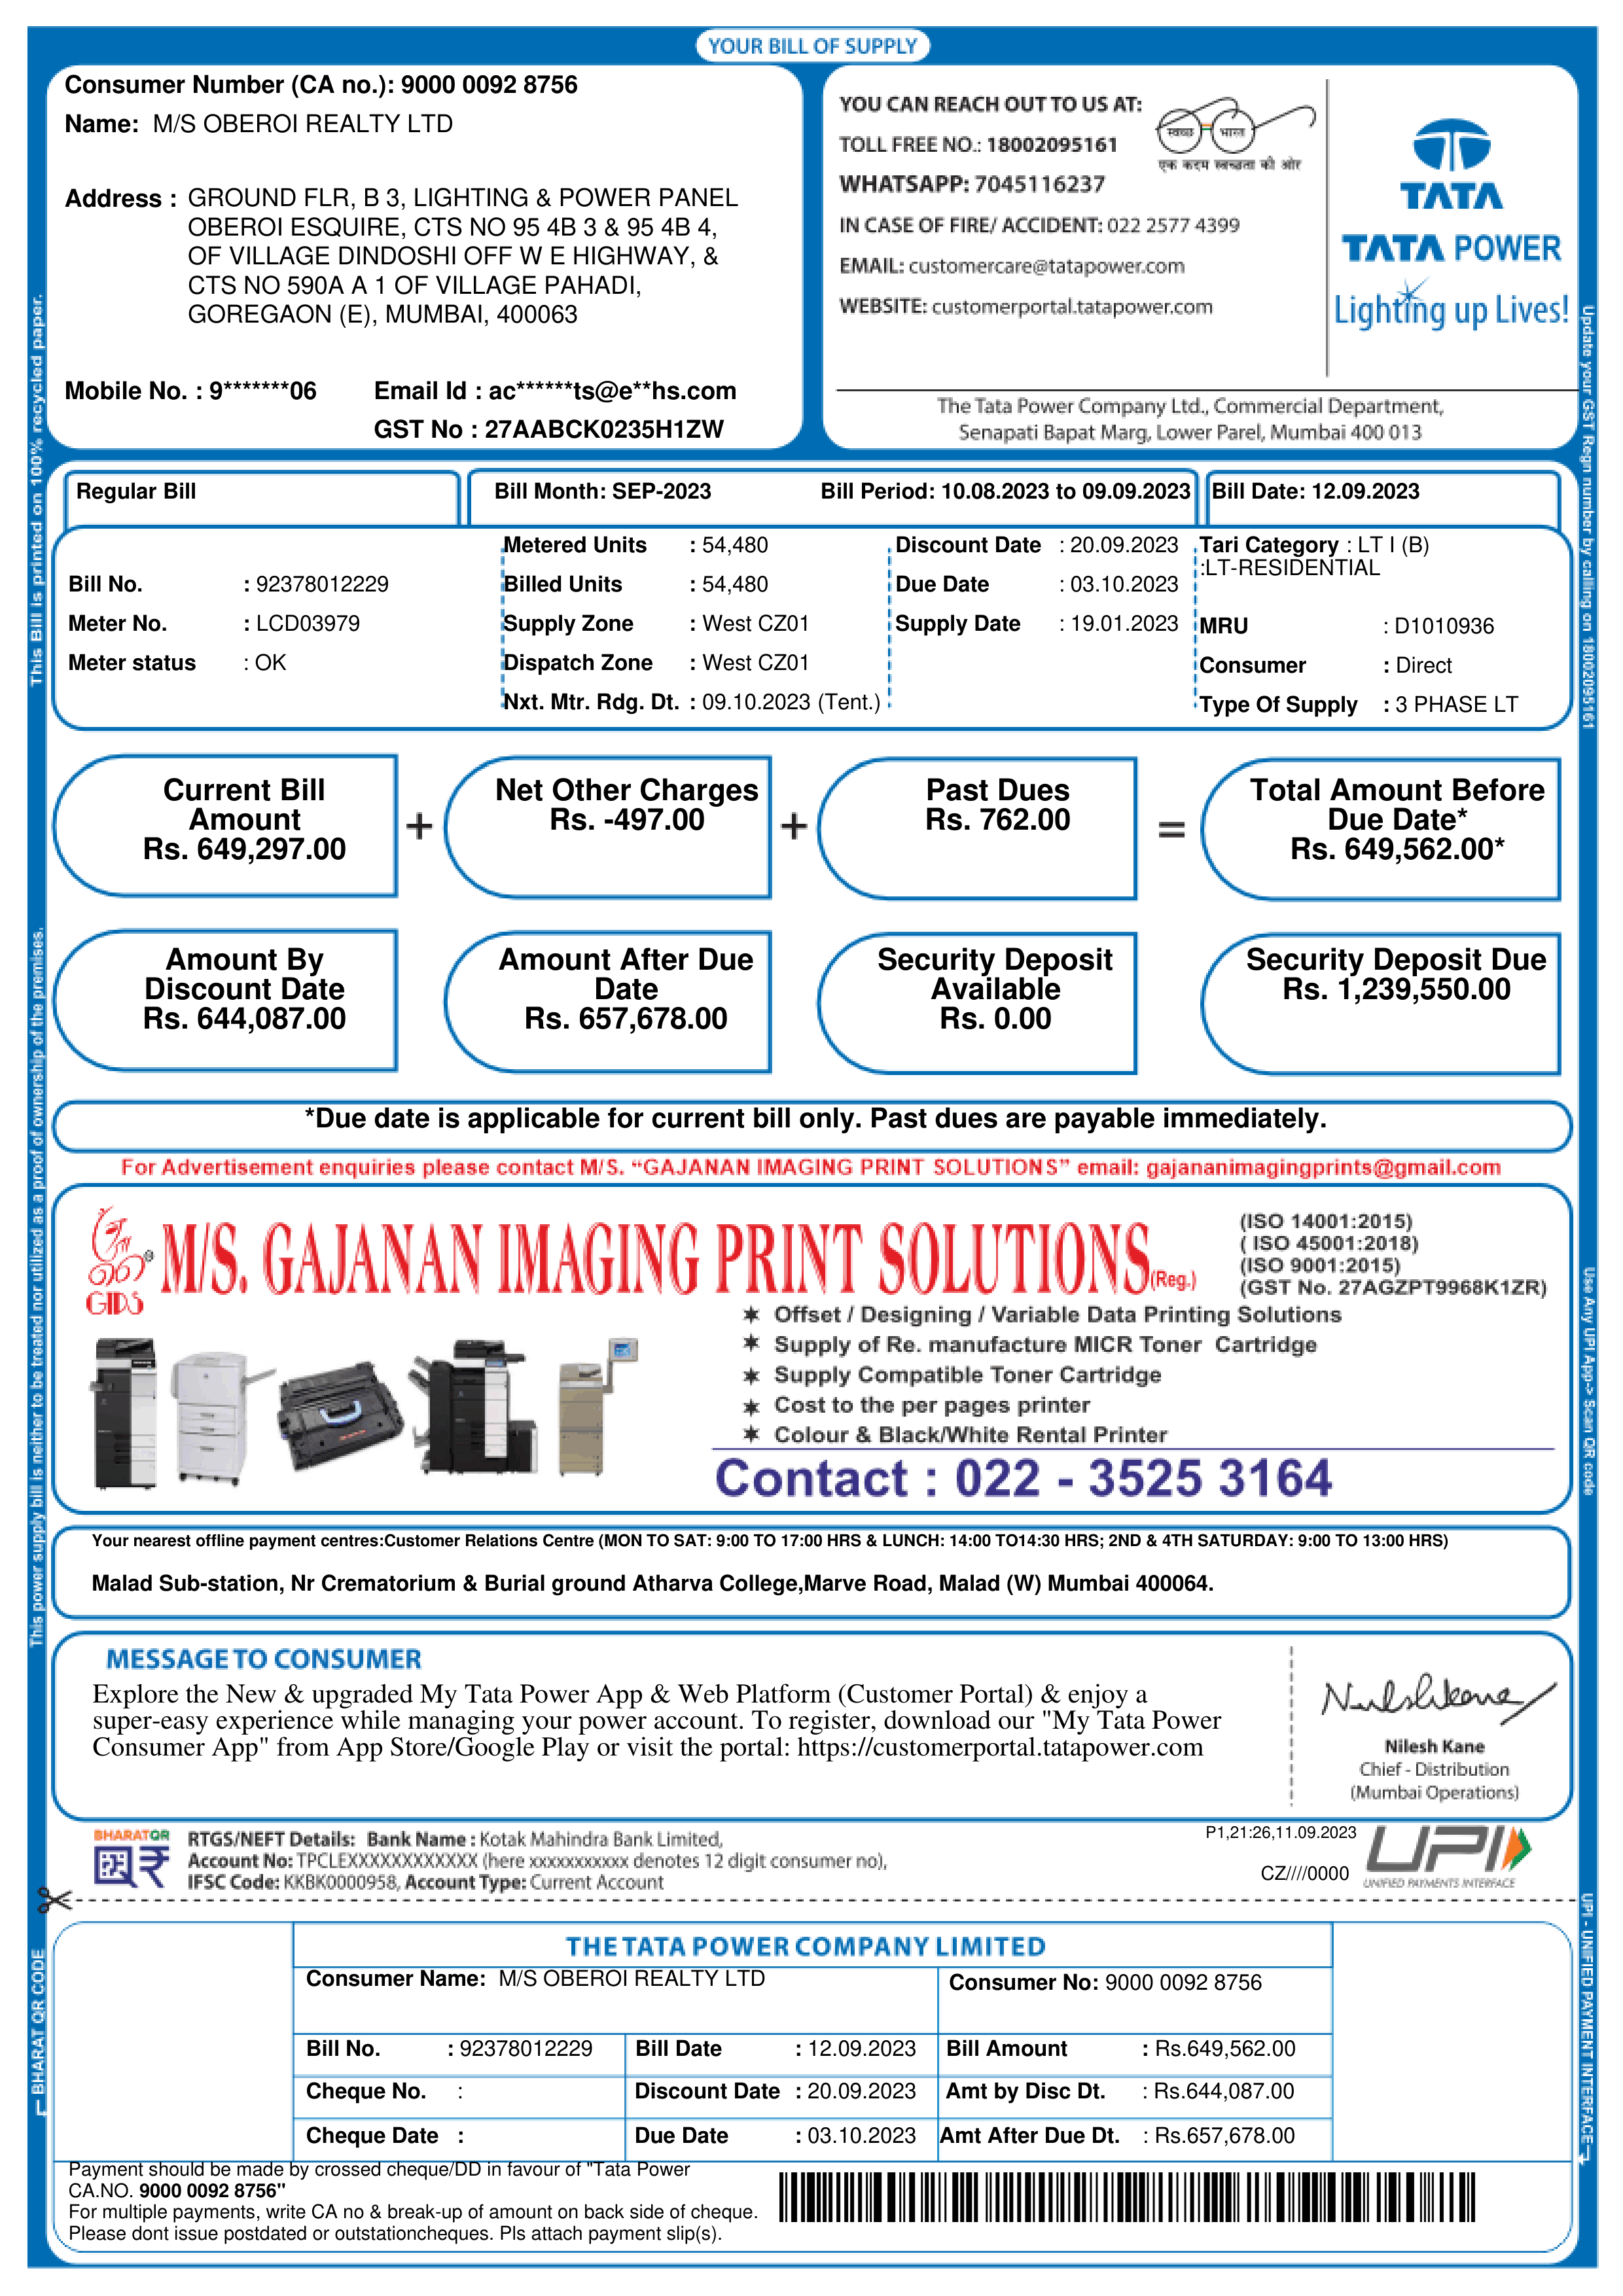 YOUR BILL OF SUPPLY
Consumer Number (CA no.): 9000 0092 8756
Name: M/S OBEROI REALTY LTD
Address : GROUND FLR, B 3, LIGHTING & POWER PANEL
OBEROI ESQUIRE, CTS NO 95 4B 3 & 95 4B 4,
OF VILLAGE DINDOSHI OFF W E HIGHWAY, &
CTS NO 590A A 1 OF VILLAGE PAHADI,
GOREGAON (E), MUMBAI, 400063
Mobile No. : 9*******06 Email Id : ac******ts@e**hs.com
GST No : 27AABCK0235H1ZW
YOU CAN REACH OUT TO US AT:
TOLL FREE NO.: 18002095161
WHATSAPP: 7045116237
IN CASE OF FIRE/ ACCIDENT: 022 2577 4399
EMAIL: customercare@tatapower.com
WEBSITE: customerportal.tatapower.com
स्वच्छ भारत
एक कदम स्वच्छता की ओर
TATA
TATA POWER
Lighting up Lives!
The Tata Power Company Ltd., Commercial Department,
Senapati Bapat Marg, Lower Parel, Mumbai 400 013
This Bill is printed on 100% recycled paper.
Update your GST Regn number by calling on 18002095161
Regular Bill
Bill Month: SEP-2023 Bill Period: 10.08.2023 to 09.09.2023
Bill Date: 12.09.2023
Bill No. : 92378012229
Meter No. : LCD03979
Meter status : OK
Metered Units : 54,480
Billed Units : 54,480
Supply Zone : West CZ01
Dispatch Zone : West CZ01
Nxt. Mtr. Rdg. Dt. : 09.10.2023 (Tent.)
Discount Date : 20.09.2023
Due Date : 03.10.2023
Supply Date : 19.01.2023
Tari Category : LT I (B)
:LT-RESIDENTIAL
MRU : D1010936
Consumer : Direct
Type Of Supply : 3 PHASE LT
Current Bill
Amount
Rs. 649,297.00
+
Net Other Charges
Rs. -497.00
+
Past Dues
Rs. 762.00
=
Total Amount Before
Due Date*
Rs. 649,562.00*
Amount By
Discount Date
Rs. 644,087.00
Amount After Due
Date
Rs. 657,678.00
Security Deposit
Available
Rs. 0.00
Security Deposit Due
Rs. 1,239,550.00
This power supply bill is neither to be treated nor utilized as a proof of ownership of the premises.
*Due date is applicable for current bill only. Past dues are payable immediately.
For Advertisement enquiries please contact M/S. “GAJANAN IMAGING PRINT SOLUTIONS” email: gajananimagingprints@gmail.com
GIPS
®
M/S. GAJANAN IMAGING PRINT SOLUTIONS(Reg.)
(ISO 14001:2015)
( ISO 45001:2018)
(ISO 9001:2015)
(GST No. 27AGZPT9968K1ZR)
✶ Offset / Designing / Variable Data Printing Solutions
✶ Supply of Re. manufacture MICR Toner Cartridge
✶ Supply Compatible Toner Cartridge
✶ Cost to the per pages printer
✶ Colour & Black/White Rental Printer
Contact : 022 - 3525 3164
Use Any UPI App-> Scan QR code
Your nearest offline payment centres:Customer Relations Centre (MON TO SAT: 9:00 TO 17:00 HRS & LUNCH: 14:00 TO14:30 HRS; 2ND & 4TH SATURDAY: 9:00 TO 13:00 HRS)
Malad Sub-station, Nr Crematorium & Burial ground Atharva College,Marve Road, Malad (W) Mumbai 400064.
MESSAGE TO CONSUMER
Explore the New & upgraded My Tata Power App & Web Platform (Customer Portal) & enjoy a
super-easy experience while managing your power account. To register, download our "My Tata Power
Consumer App" from App Store/Google Play or visit the portal: https://customerportal.tatapower.com
Nilesh Kane
Chief - Distribution
(Mumbai Operations)
BHARATQR
RTGS/NEFT Details: Bank Name : Kotak Mahindra Bank Limited,
Account No: TPCLEXXXXXXXXXXXX (here xxxxxxxxxxx denotes 12 digit consumer no),
IFSC Code: KKBK0000958, Account Type: Current Account
P1,21:26,11.09.2023
CZ////0000
UPI
UNIFIED PAYMENTS INTERFACE
BHARAT QR CODE
UPI - UNIFIED PAYMENT INTERFACE
THE TATA POWER COMPANY LIMITED
Consumer Name: M/S OBEROI REALTY LTD
Consumer No: 9000 0092 8756
Bill No. : 92378012229 Bill Date : 12.09.2023 Bill Amount : Rs.649,562.00
Cheque No. : Discount Date : 20.09.2023 Amt by Disc Dt. : Rs.644,087.00
Cheque Date : Due Date : 03.10.2023 Amt After Due Dt. : Rs.657,678.00
Payment should be made by crossed cheque/DD in favour of "Tata Power
CA.NO. 9000 0092 8756"
For multiple payments, write CA no & break-up of amount on back side of cheque.
Please dont issue postdated or outstationcheques. Pls attach payment slip(s).